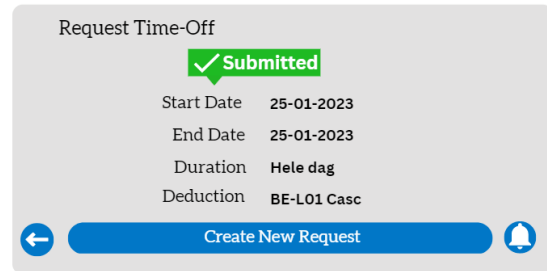 Request Time-Off
Submitted
Start Date 25-01-2023
End Date 25-01-2023
Duration Hele dag
Deduction BE-L01 Casc
Create New Request